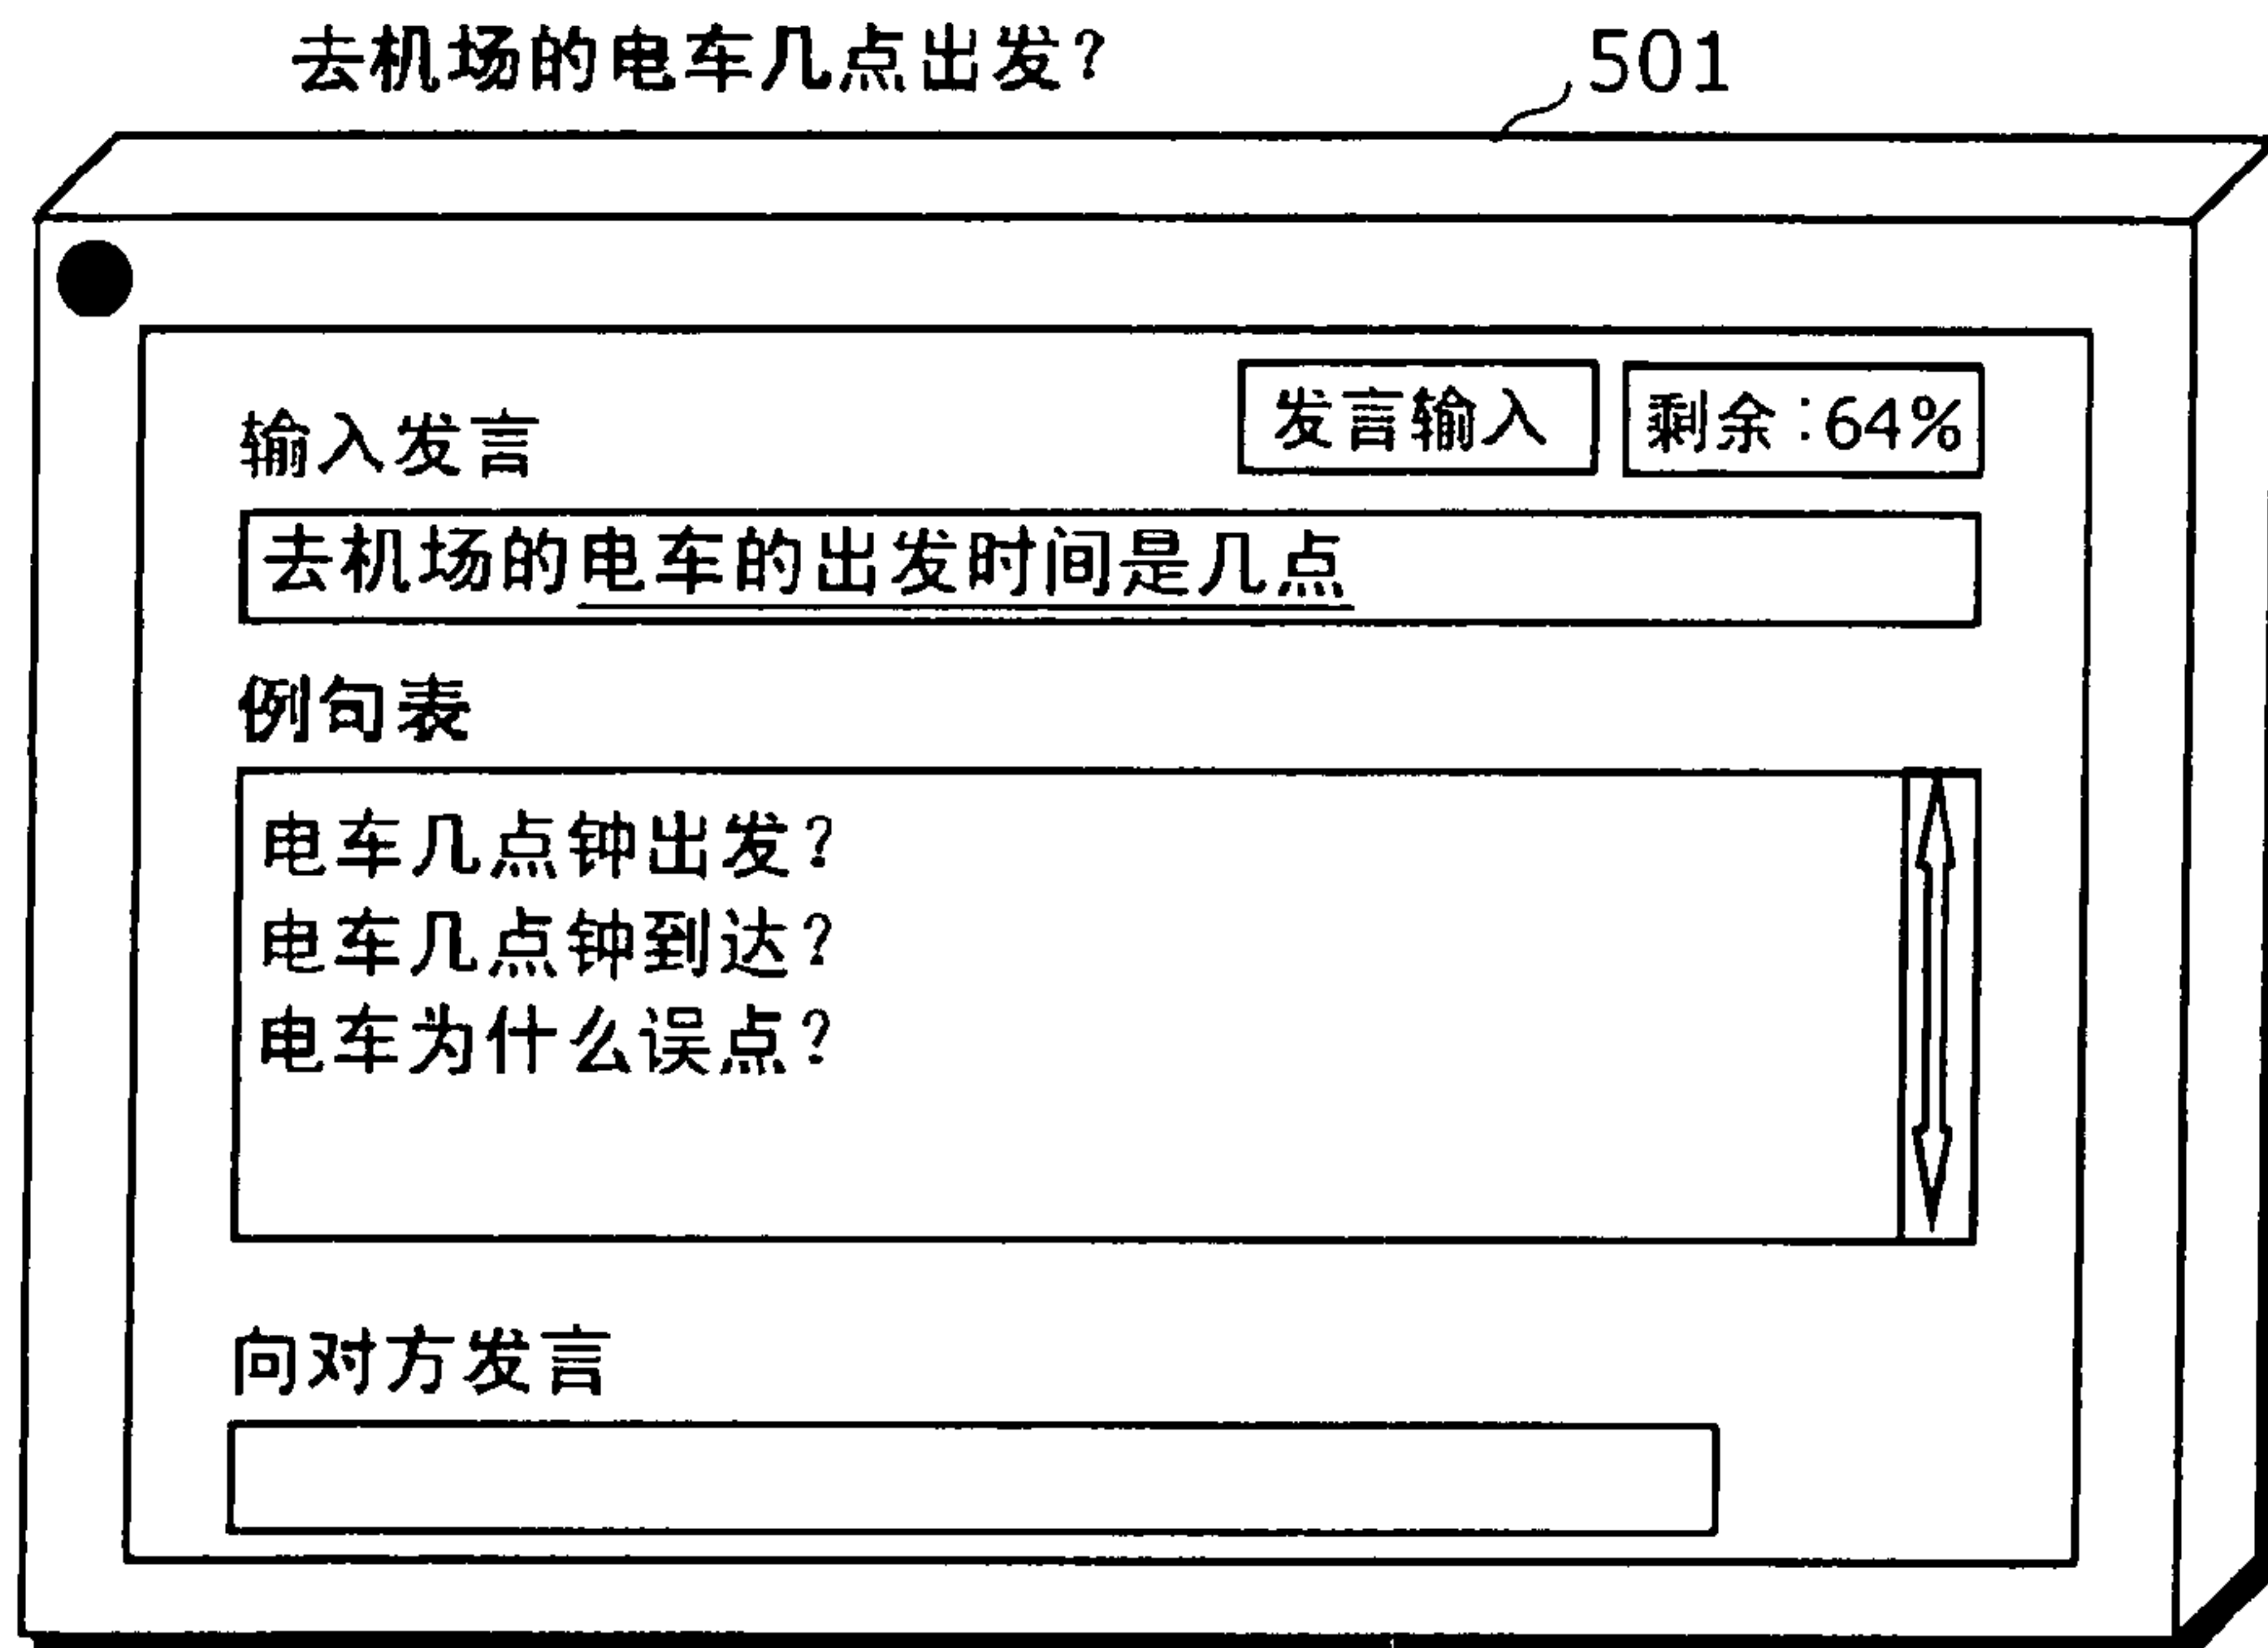 去机场的电车几点出发?
501
发言输入
剩余:64%
输入发言
去机场的电车的出发时间是几点
例句表
电车几点钟出发?
电车几点钟到达?
电车为什么误点?
向对方发言